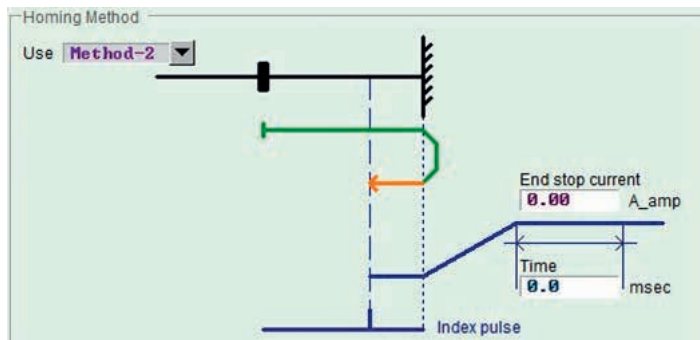 Homing Method
Use Method-2
End stop current
0.00 A_amp
Time
0.0 msec
Index pulse